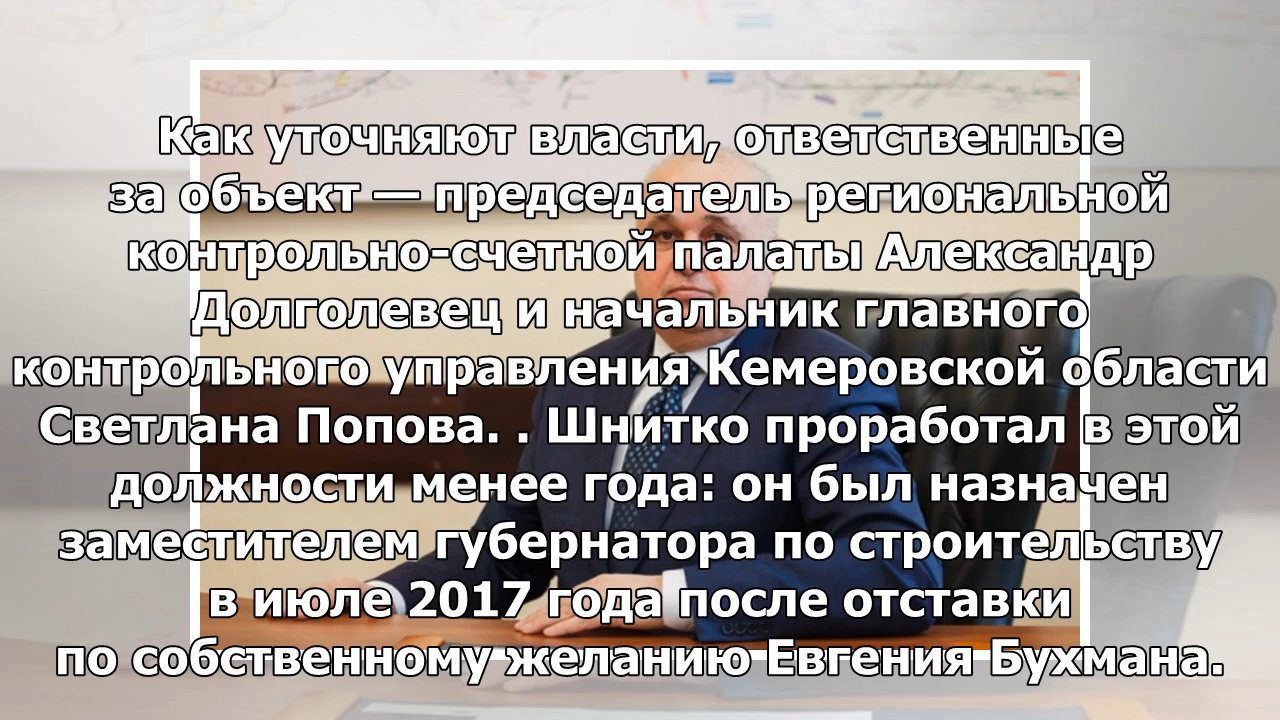 Как уточняют власти, ответственные
за объект — председатель региональной
контрольно-счетной палаты Александр
Долголевец и начальник главного
контрольного управления Кемеровской области
Светлана Попова. . Шнитко проработал в этой
должности менее года: он был назначен
заместителем губернатора по строительству
в июле 2017 года после отставки
по собственному желанию Евгения Бухмана.